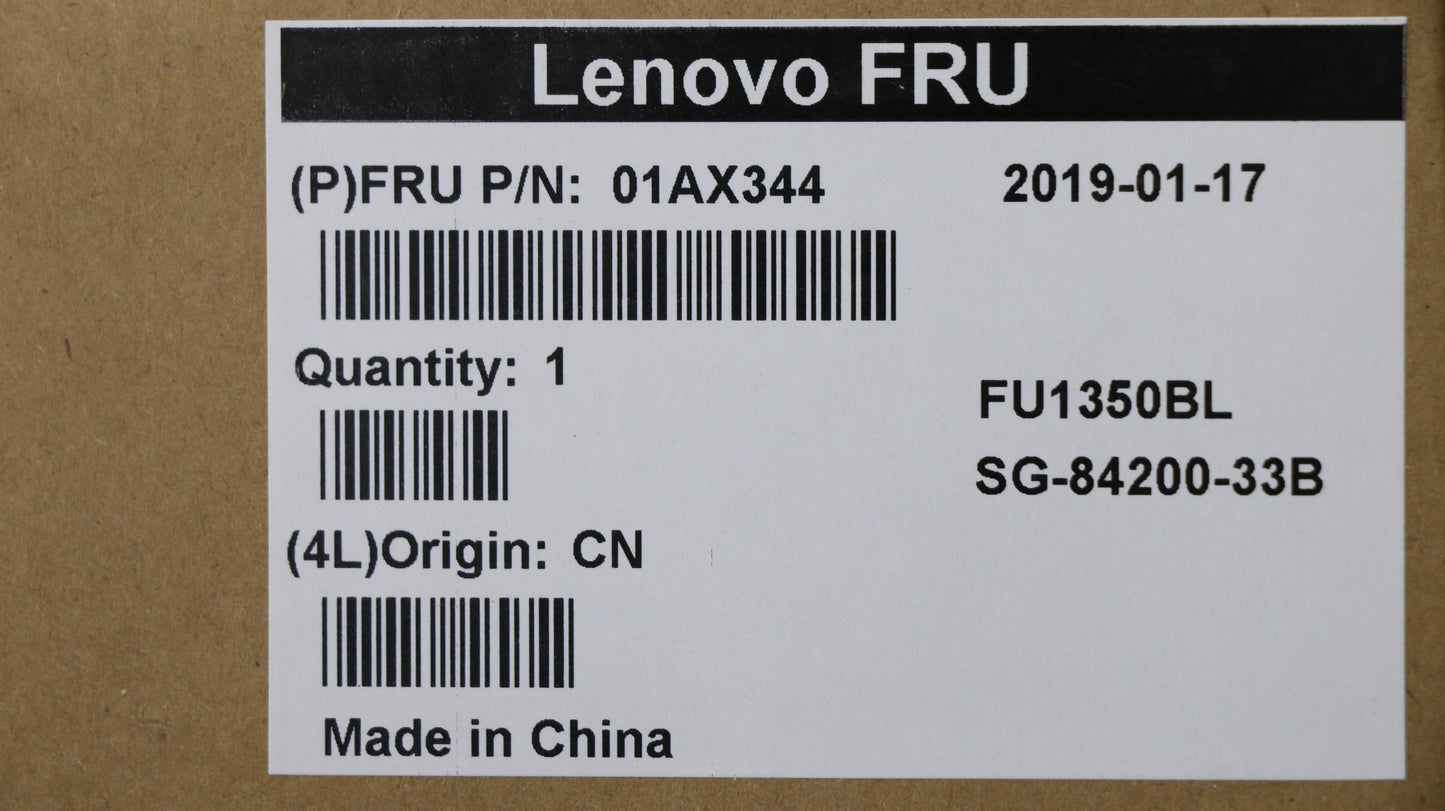 Lenovo FRU
(P)FRU P/N: 01AX344 2019-01-17
Quantity: 1
FU1350BL
SG-84200-33B
(4L)Origin: CN
Made in China